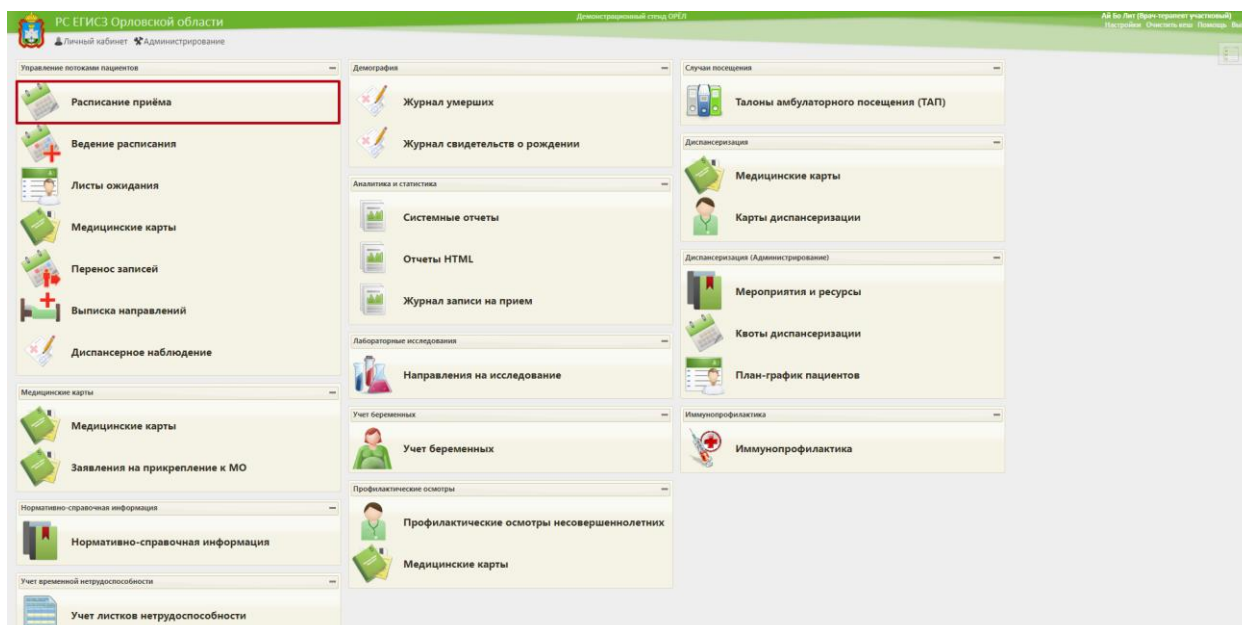 РС ЕГИСЗ Орловской области
Демонстрационный стенд ОРЁЛ
Ай Бо Лит (Врач-терапевт участковый)
Настройки Очистить кеш Помощь
Личный кабинет Администрирование
Управление потоками пациентов
Расписание приёма
Ведение расписания
Листы ожидания
Медицинские карты
Перенос записей
Выписка направлений
Диспансерное наблюдение
Медицинские карты
Медицинские карты
Заявления на прикрепление к МО
Нормативно-справочная информация
Нормативно-справочная информация
Учет временной нетрудоспособности
Учет листков нетрудоспособности
Демография
Журнал умерших
Журнал свидетельств о рождении
Аналитика и статистика
Системные отчеты
Отчеты HTML
Журнал записи на прием
Лабораторные исследования
Направления на исследование
Учет беременных
Учет беременных
Профилактические осмотры
Профилактические осмотры несовершеннолетних
Медицинские карты
Случаи посещения
Талоны амбулаторного посещения (ТАП)
Диспансеризация
Медицинские карты
Карты диспансеризации
Диспансеризация (Администрирование)
Мероприятия и ресурсы
Квоты диспансеризации
План-график пациентов
Иммунопрофилактика
Иммунопрофилактика